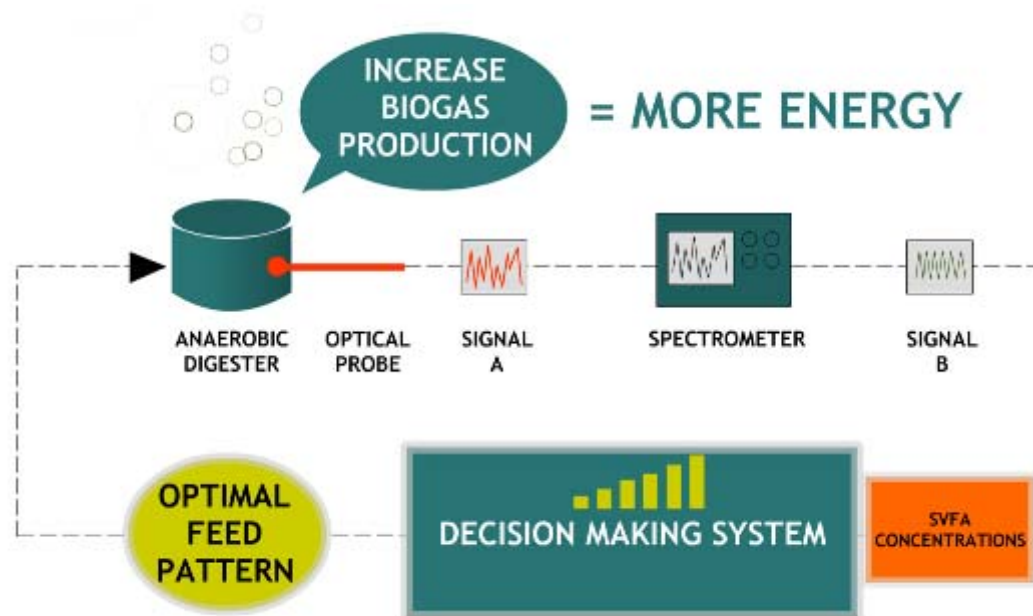 INCREASE
BIOGAS
PRODUCTION
= MORE ENERGY
ANAEROBIC
DIGESTER
OPTICAL
PROBE
SIGNAL
A
SPECTROMETER
SIGNAL
B
OPTIMAL
FEED
PATTERN
DECISION MAKING SYSTEM
SVFA
CONCENTRATIONS